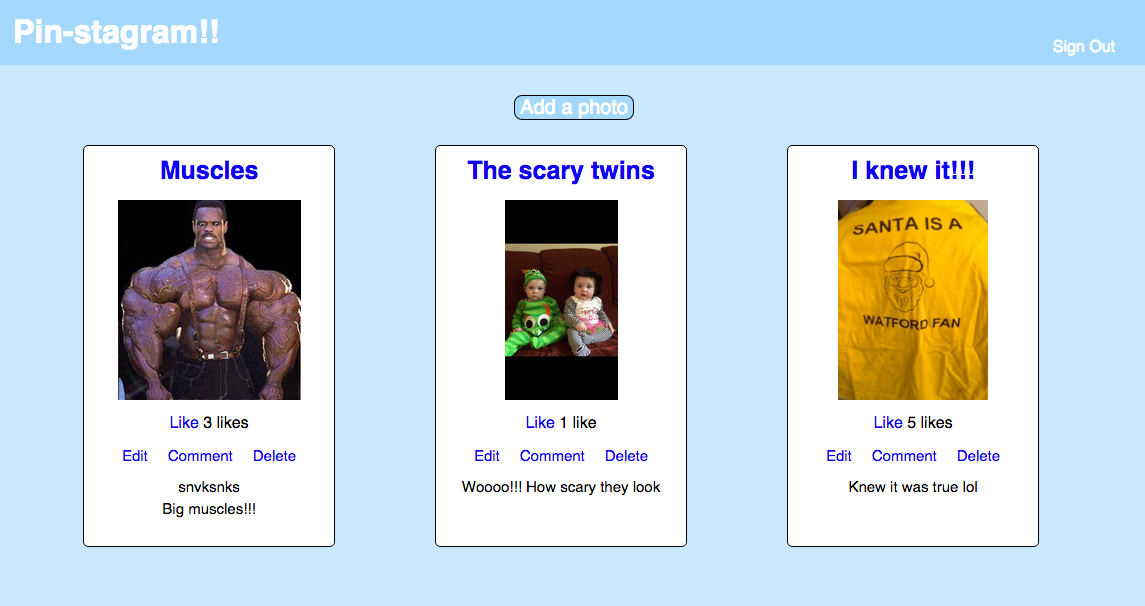 Pin-stagram!!
Sign Out
Add a photo
Muscles
Like 3 likes
Edit Comment Delete
snvksnks
Big muscles!!!
The scary twins
Like 1 like
Edit Comment Delete
Woooo!!! How scary they look
I knew it!!!
SANTA IS A
WATFORD FAN
Like 5 likes
Edit Comment Delete
Knew it was true lol